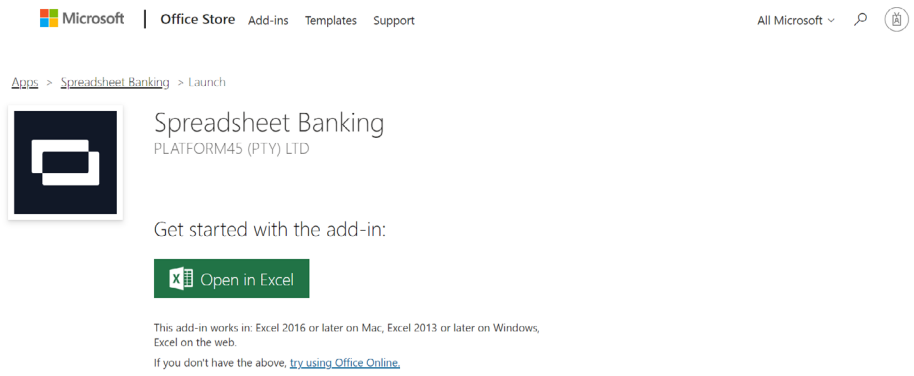 Microsoft | Office Store Add-ins Templates Support All Microsoft
Apps > Spreadsheet Banking > Launch
Spreadsheet Banking
PLATFORM45 (PTY) LTD
Get started with the add-in:
Open in Excel
This add-in works in: Excel 2016 or later on Mac, Excel 2013 or later on Windows,
Excel on the web.
If you don't have the above, try using Office Online.